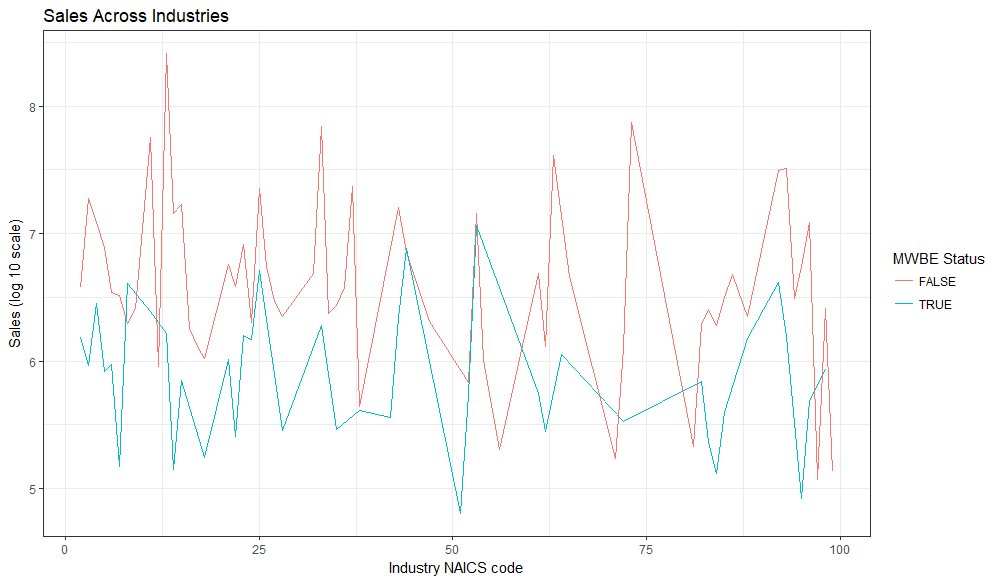 Sales Across Industries
Sales (log 10 scale)
8
7
6
5
0 25 50 75 100
Industry NAICS code
MWBE Status
FALSE
TRUE